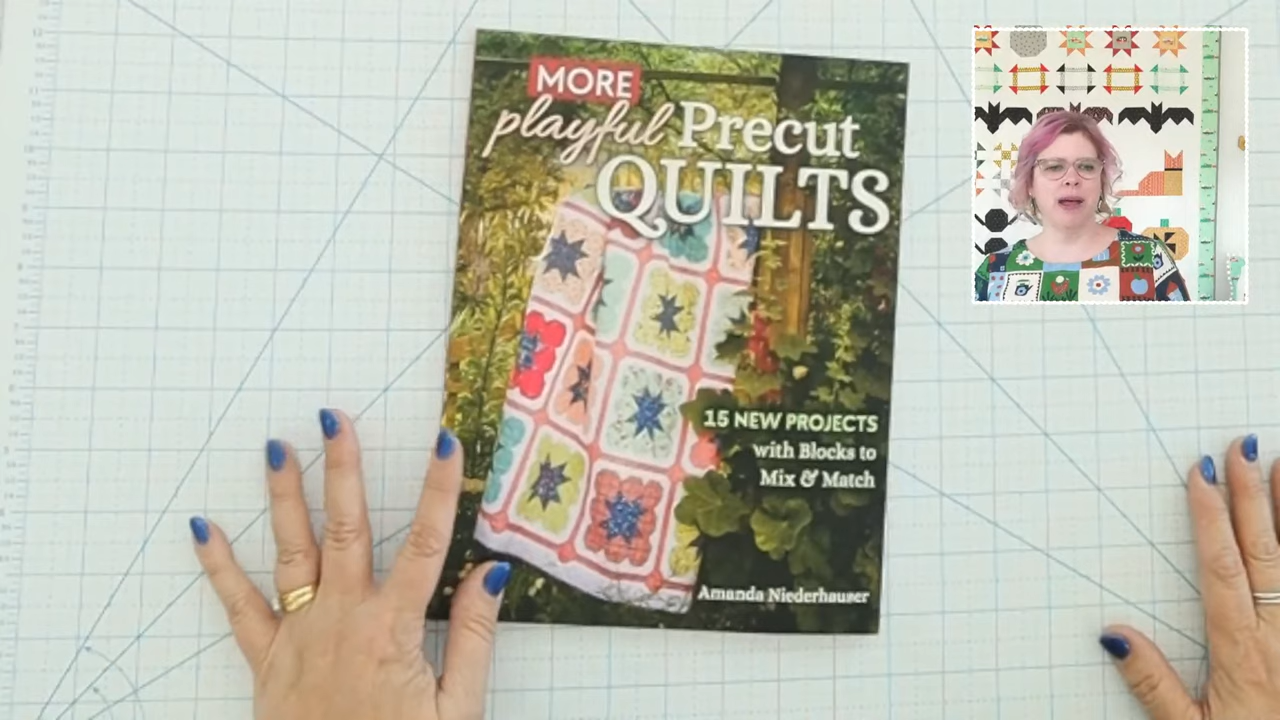 MORE
playful Precut
QUILTS
15 NEW PROJECTS
with Blocks to
Mix & Match
Amanda Niederhauser